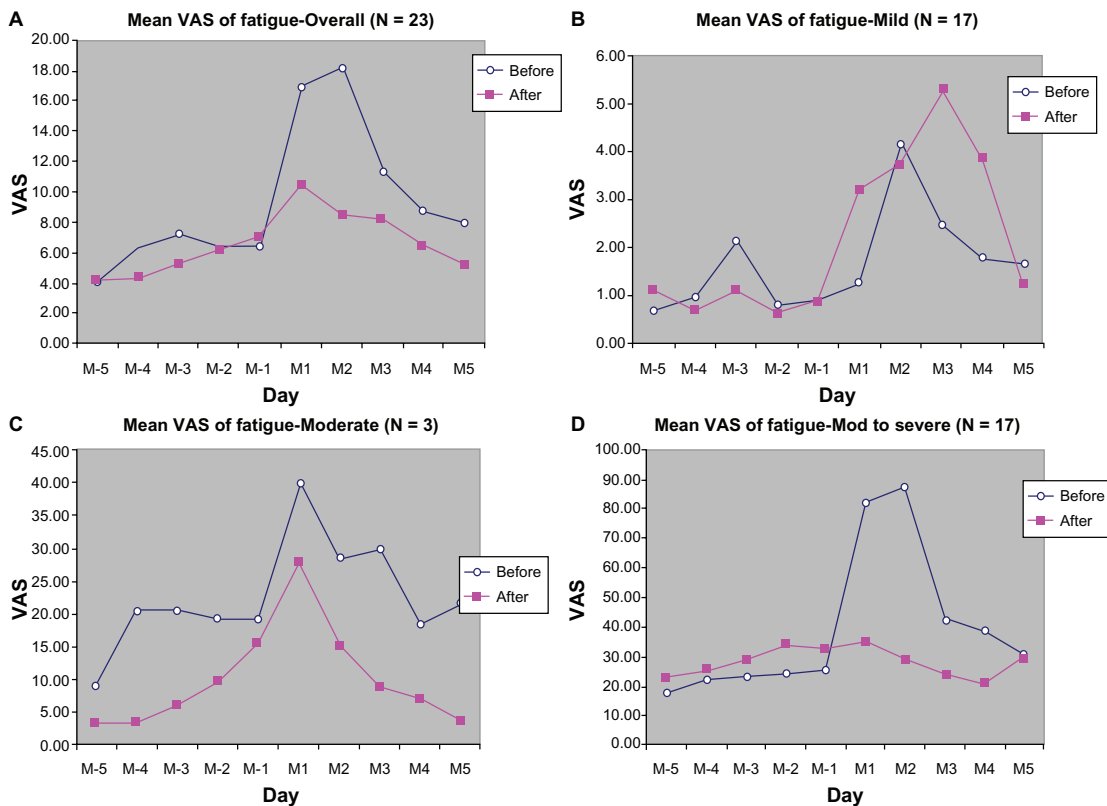 A Mean VAS of fatigue-Overall (N = 23)
20.00
18.00
16.00
14.00
12.00
10.00
8.00
6.00
4.00
2.00
0.00
VAS
Before
After
M-5 M-4 M-3 M-2 M-1 M1 M2 M3 M4 M5
Day
B Mean VAS of fatigue-Mild (N = 17)
6.00
5.00
4.00
3.00
2.00
1.00
0.00
VAS
Before
After
M-5 M-4 M-3 M-2 M-1 M1 M2 M3 M4 M5
Day
C Mean VAS of fatigue-Moderate (N = 3)
45.00
40.00
35.00
30.00
25.00
20.00
15.00
10.00
5.00
0.00
VAS
Before
After
M-5 M-4 M-3 M-2 M-1 M1 M2 M3 M4 M5
Day
D Mean VAS of fatigue-Mod to severe (N = 17)
100.00
90.00
80.00
70.00
60.00
50.00
40.00
30.00
20.00
10.00
0.00
VAS
Before
After
M-5 M-4 M-3 M-2 M-1 M1 M2 M3 M4 M5
Day